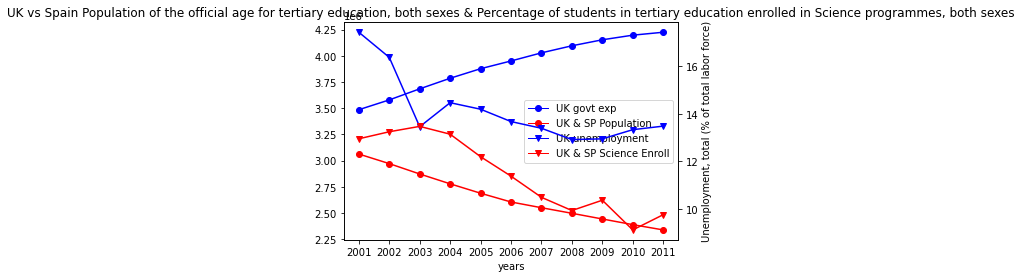 UK vs Spain Population of the official age for tertiary education, both sexes & Percentage of students in tertiary education enrolled in Science programmes, both sexes
1e6
4.25
4.00
3.75
3.50
3.25
3.00
2.75
2.50
2.25
16
14
12
10
Unemployment, total (% of total labor force)
UK govt exp
UK & SP Population
UK unemployment
UK & SP Science Enroll
2001 2002 2003 2004 2005 2006 2007 2008 2009 2010 2011
years